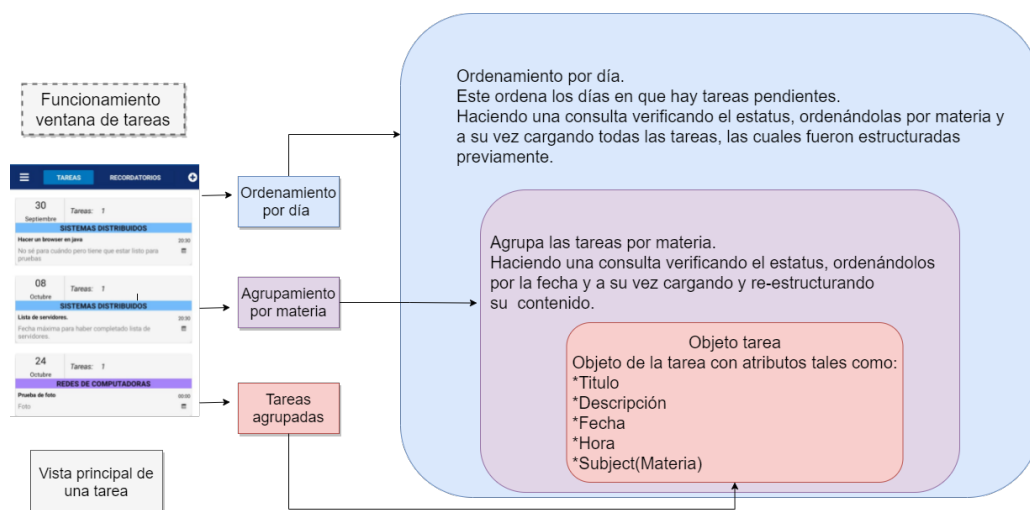 Funcionamiento
ventana de tareas
TAREAS
RECORDATORIOS
30
Septiembre
Tareas: 1
SISTEMAS DISTRIBUIDOS
Hacer un browser en java
20:30
No sé para cuándo pero tiene que estar listo para
pruebas
08
Octubre
Tareas: 1
SISTEMAS DISTRIBUIDOS
Lista de servidores.
Fecha máxima para haber completado lista de
servidores.
24
Octubre
Tareas: 1
REDES DE COMPUTADORAS
Prueba de foto
00:00
Foto
Vista principal de
una tarea
Ordenamiento
por día
Agrupamiento
por materia
Tareas
agrupadas
Ordenamiento por día.
Este ordena los días en que hay tareas pendientes.
Haciendo una consulta verificando el estatus, ordenándolas por materia y
a su vez cargando todas las tareas, las cuales fueron estructuradas
previamente.
Agrupa las tareas por materia.
Haciendo una consulta verificando el estatus, ordenándolos
por la fecha y a su vez cargando y re-estructurando
su contenido.
Objeto tarea
Objeto de la tarea con atributos tales como:
*Titulo
*Descripción
*Fecha
*Hora
*Subject(Materia)